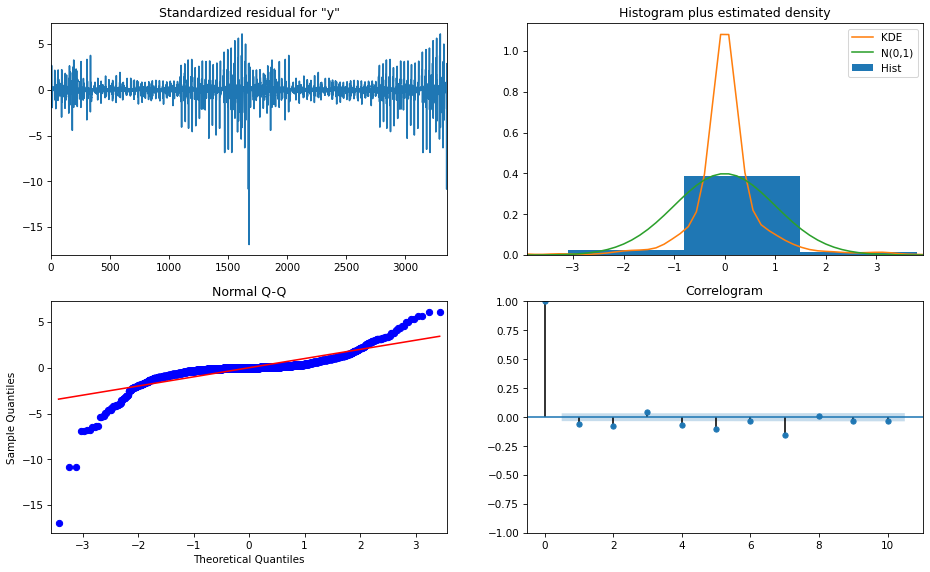 Standardized residual for "y"
5
0
−5
−10
−15
0 500 1000 1500 2000 2500 3000
Histogram plus estimated density
KDE
N(0,1)
Hist
1.0
0.8
0.6
0.4
0.2
0.0
−3 −2 −1 0 1 2 3
Normal Q-Q
Sample Quantiles
5
0
−5
−10
−15
−3 −2 −1 0 1 2 3
Theoretical Quantiles
Correlogram
1.00
0.75
0.50
0.25
0.00
−0.25
−0.50
−0.75
−1.00
0 2 4 6 8 10